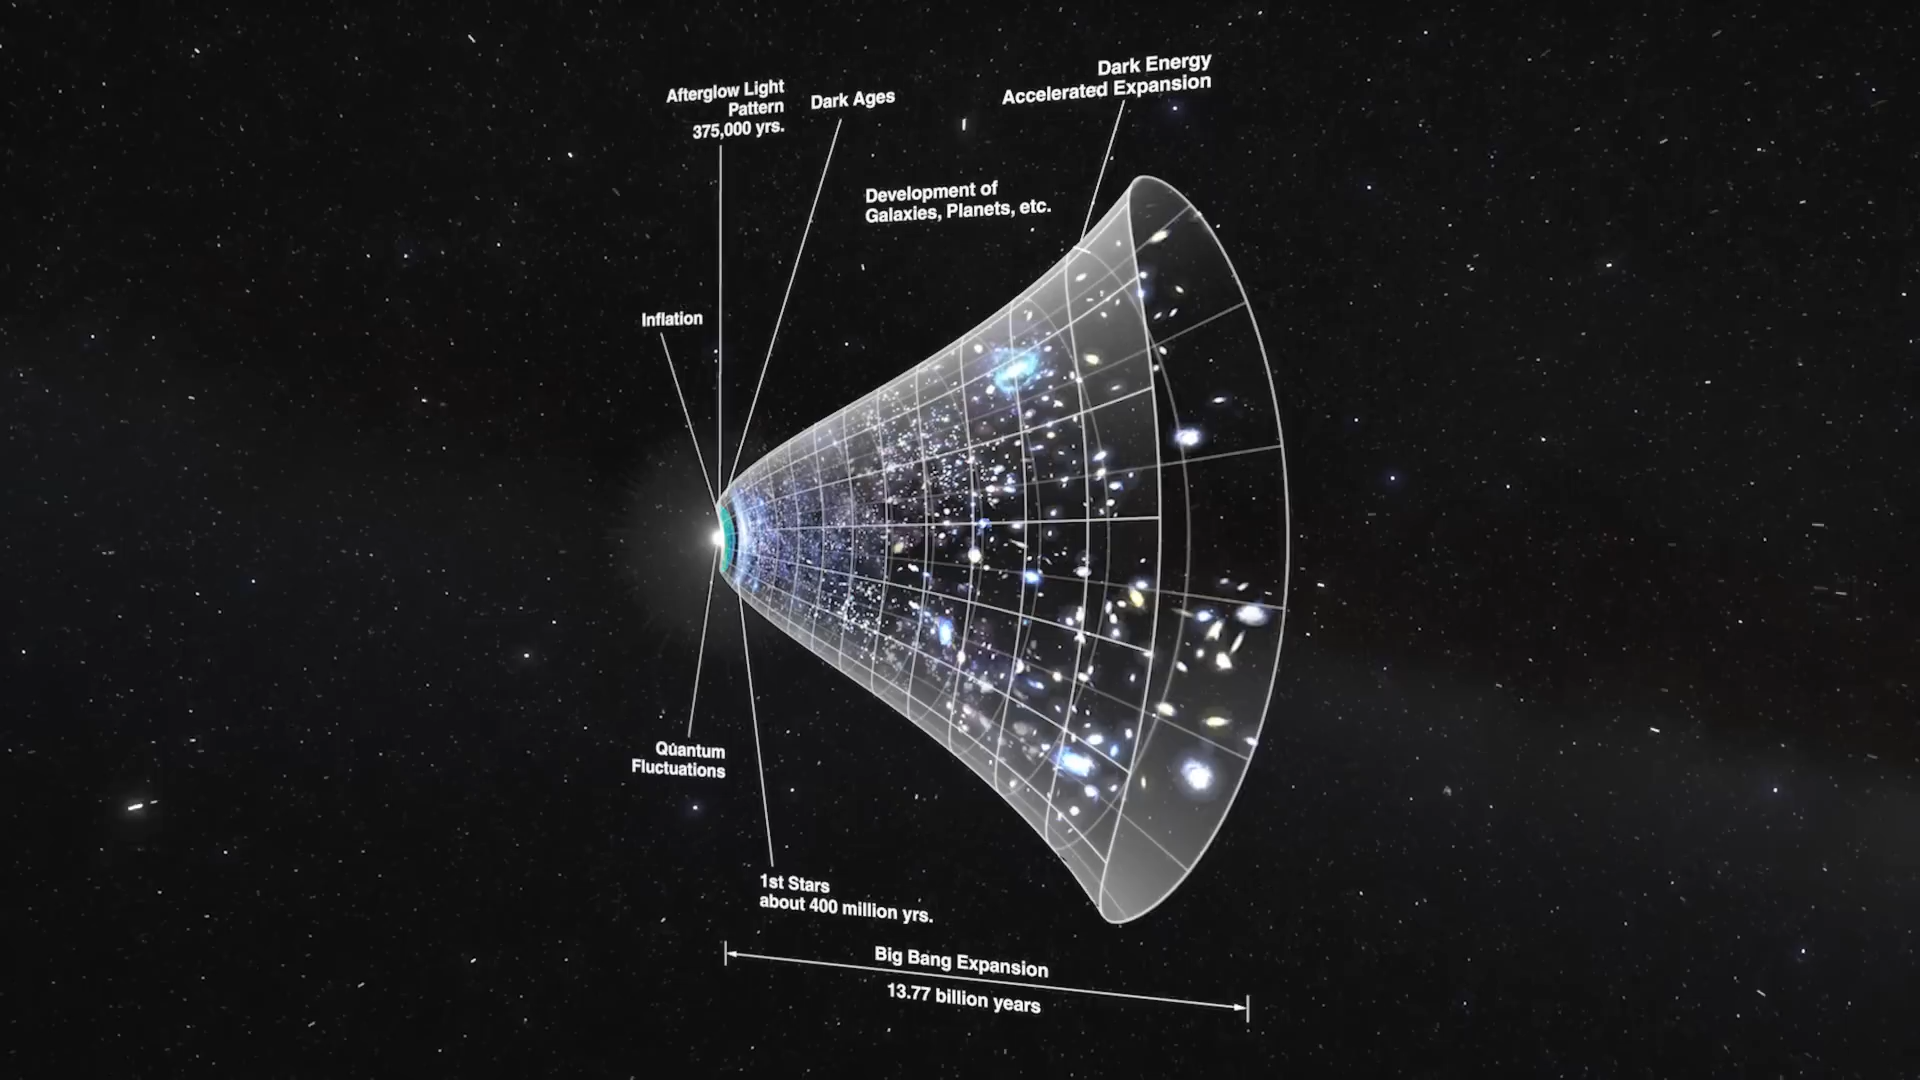 Afterglow Light
Pattern
375,000 yrs.
Dark Ages
Dark Energy
Accelerated Expansion
Development of
Galaxies, Planets, etc.
Inflation
Quantum
Fluctuations
1st Stars
about 400 million yrs.
Big Bang Expansion
13.77 billion years